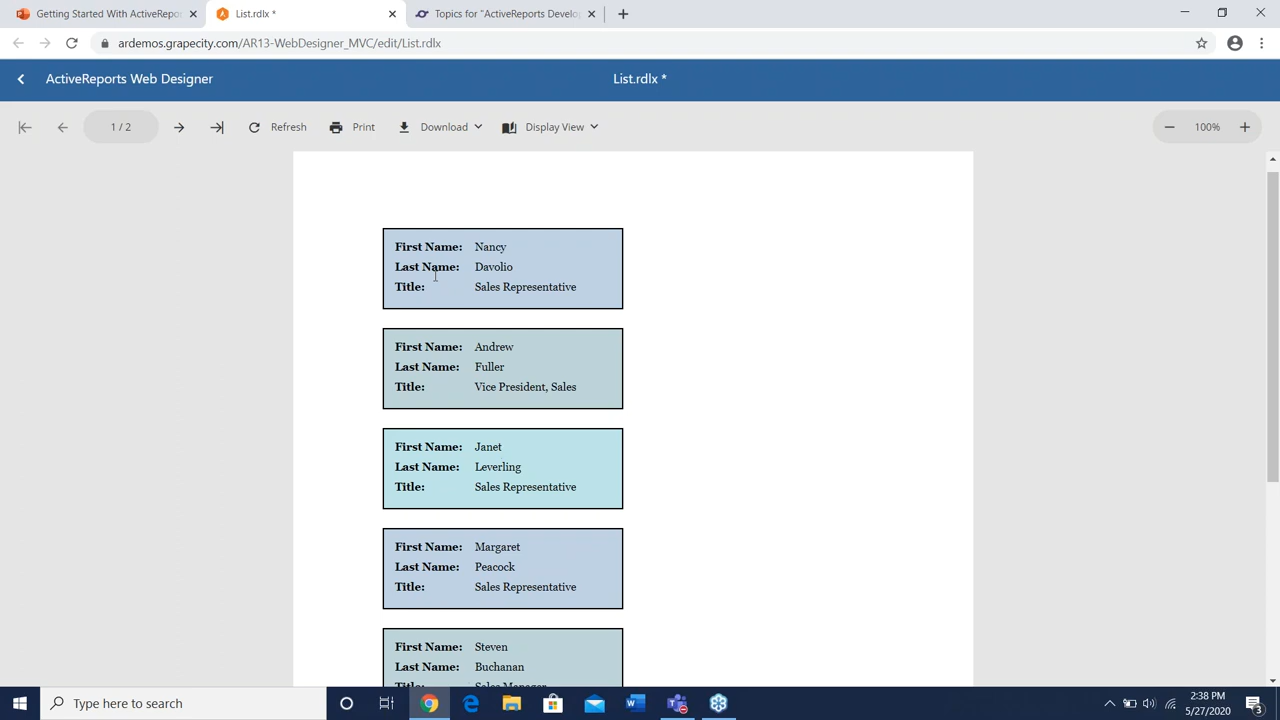 Getting Started With ActiveRepo
List.rdlx *
Topics for "ActiveReports Develo
ardemos.grapecity.com/AR13-WebDesigner_MVC/edit/List.rdlx
ActiveReports Web Designer
List.rdlx *
1 / 2
Refresh
Print
Download
Display View
100%
First Name: Nancy
Last Name: Davolio
Title: Sales Representative
First Name: Andrew
Last Name: Fuller
Title: Vice President, Sales
First Name: Janet
Last Name: Leverling
Title: Sales Representative
First Name: Margaret
Last Name: Peacock
Title: Sales Representative
First Name: Steven
Last Name: Buchanan
Title: Sales Manager
Type here to search
2:38 PM
5/27/2020
3